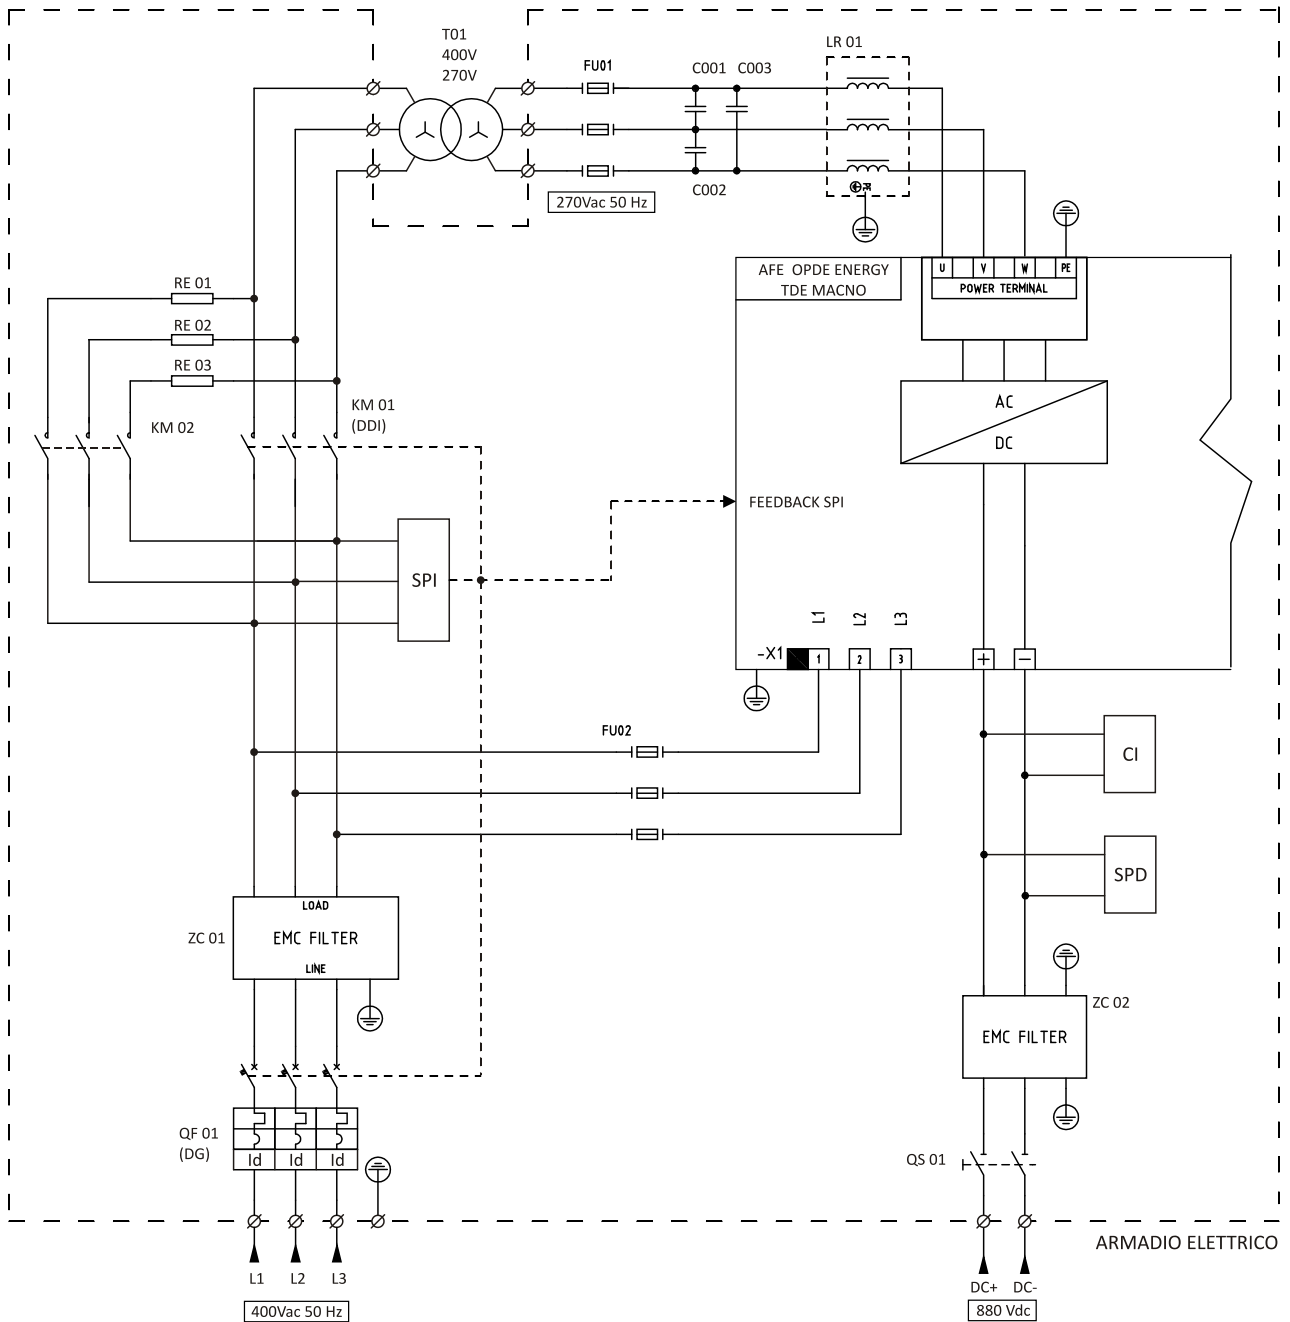 T01
400V
270V
FU01
C001 C003
LR 01
C002
270Vac 50 Hz
PE
AFE OPDE ENERGY
TDE MACNO
U V W PE
POWER TERMINAL
RE 01
RE 02
RE 03
KM 02
KM 01
(DDI)
AC
DC
FEEDBACK SPI
SPI
L1 L2 L3
-X1 1 2 3 + −
FU02
CI
SPD
LOAD
ZC 01
EMC FILTER
LINE
ZC 02
EMC FILTER
QF 01
(DG)
Id Id Id
QS 01
ARMADIO ELETTRICO
L1 L2 L3
DC+ DC-
400Vac 50 Hz
880 Vdc